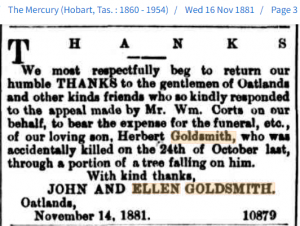 The Mercury (Hobart, Tas. : 1860 - 1954) / Wed 16 Nov 1881 / Page 3
THANKS
We most respectfully beg to return our
humble THANKS to the gentlemen of Oatlands
and other kinds friends who so kindly responded
to the appeal made by Mr. Wm. Corts on our
behalf, to bear the expense for the funeral, etc.,
of our loving son, Herbert Goldsmith, who was
accidentally killed on the 24th of October last,
through a portion of a tree falling on him.
With kind thanks,
JOHN AND ELLEN GOLDSMITH.
Oatlands,
November 14, 1881. 10879